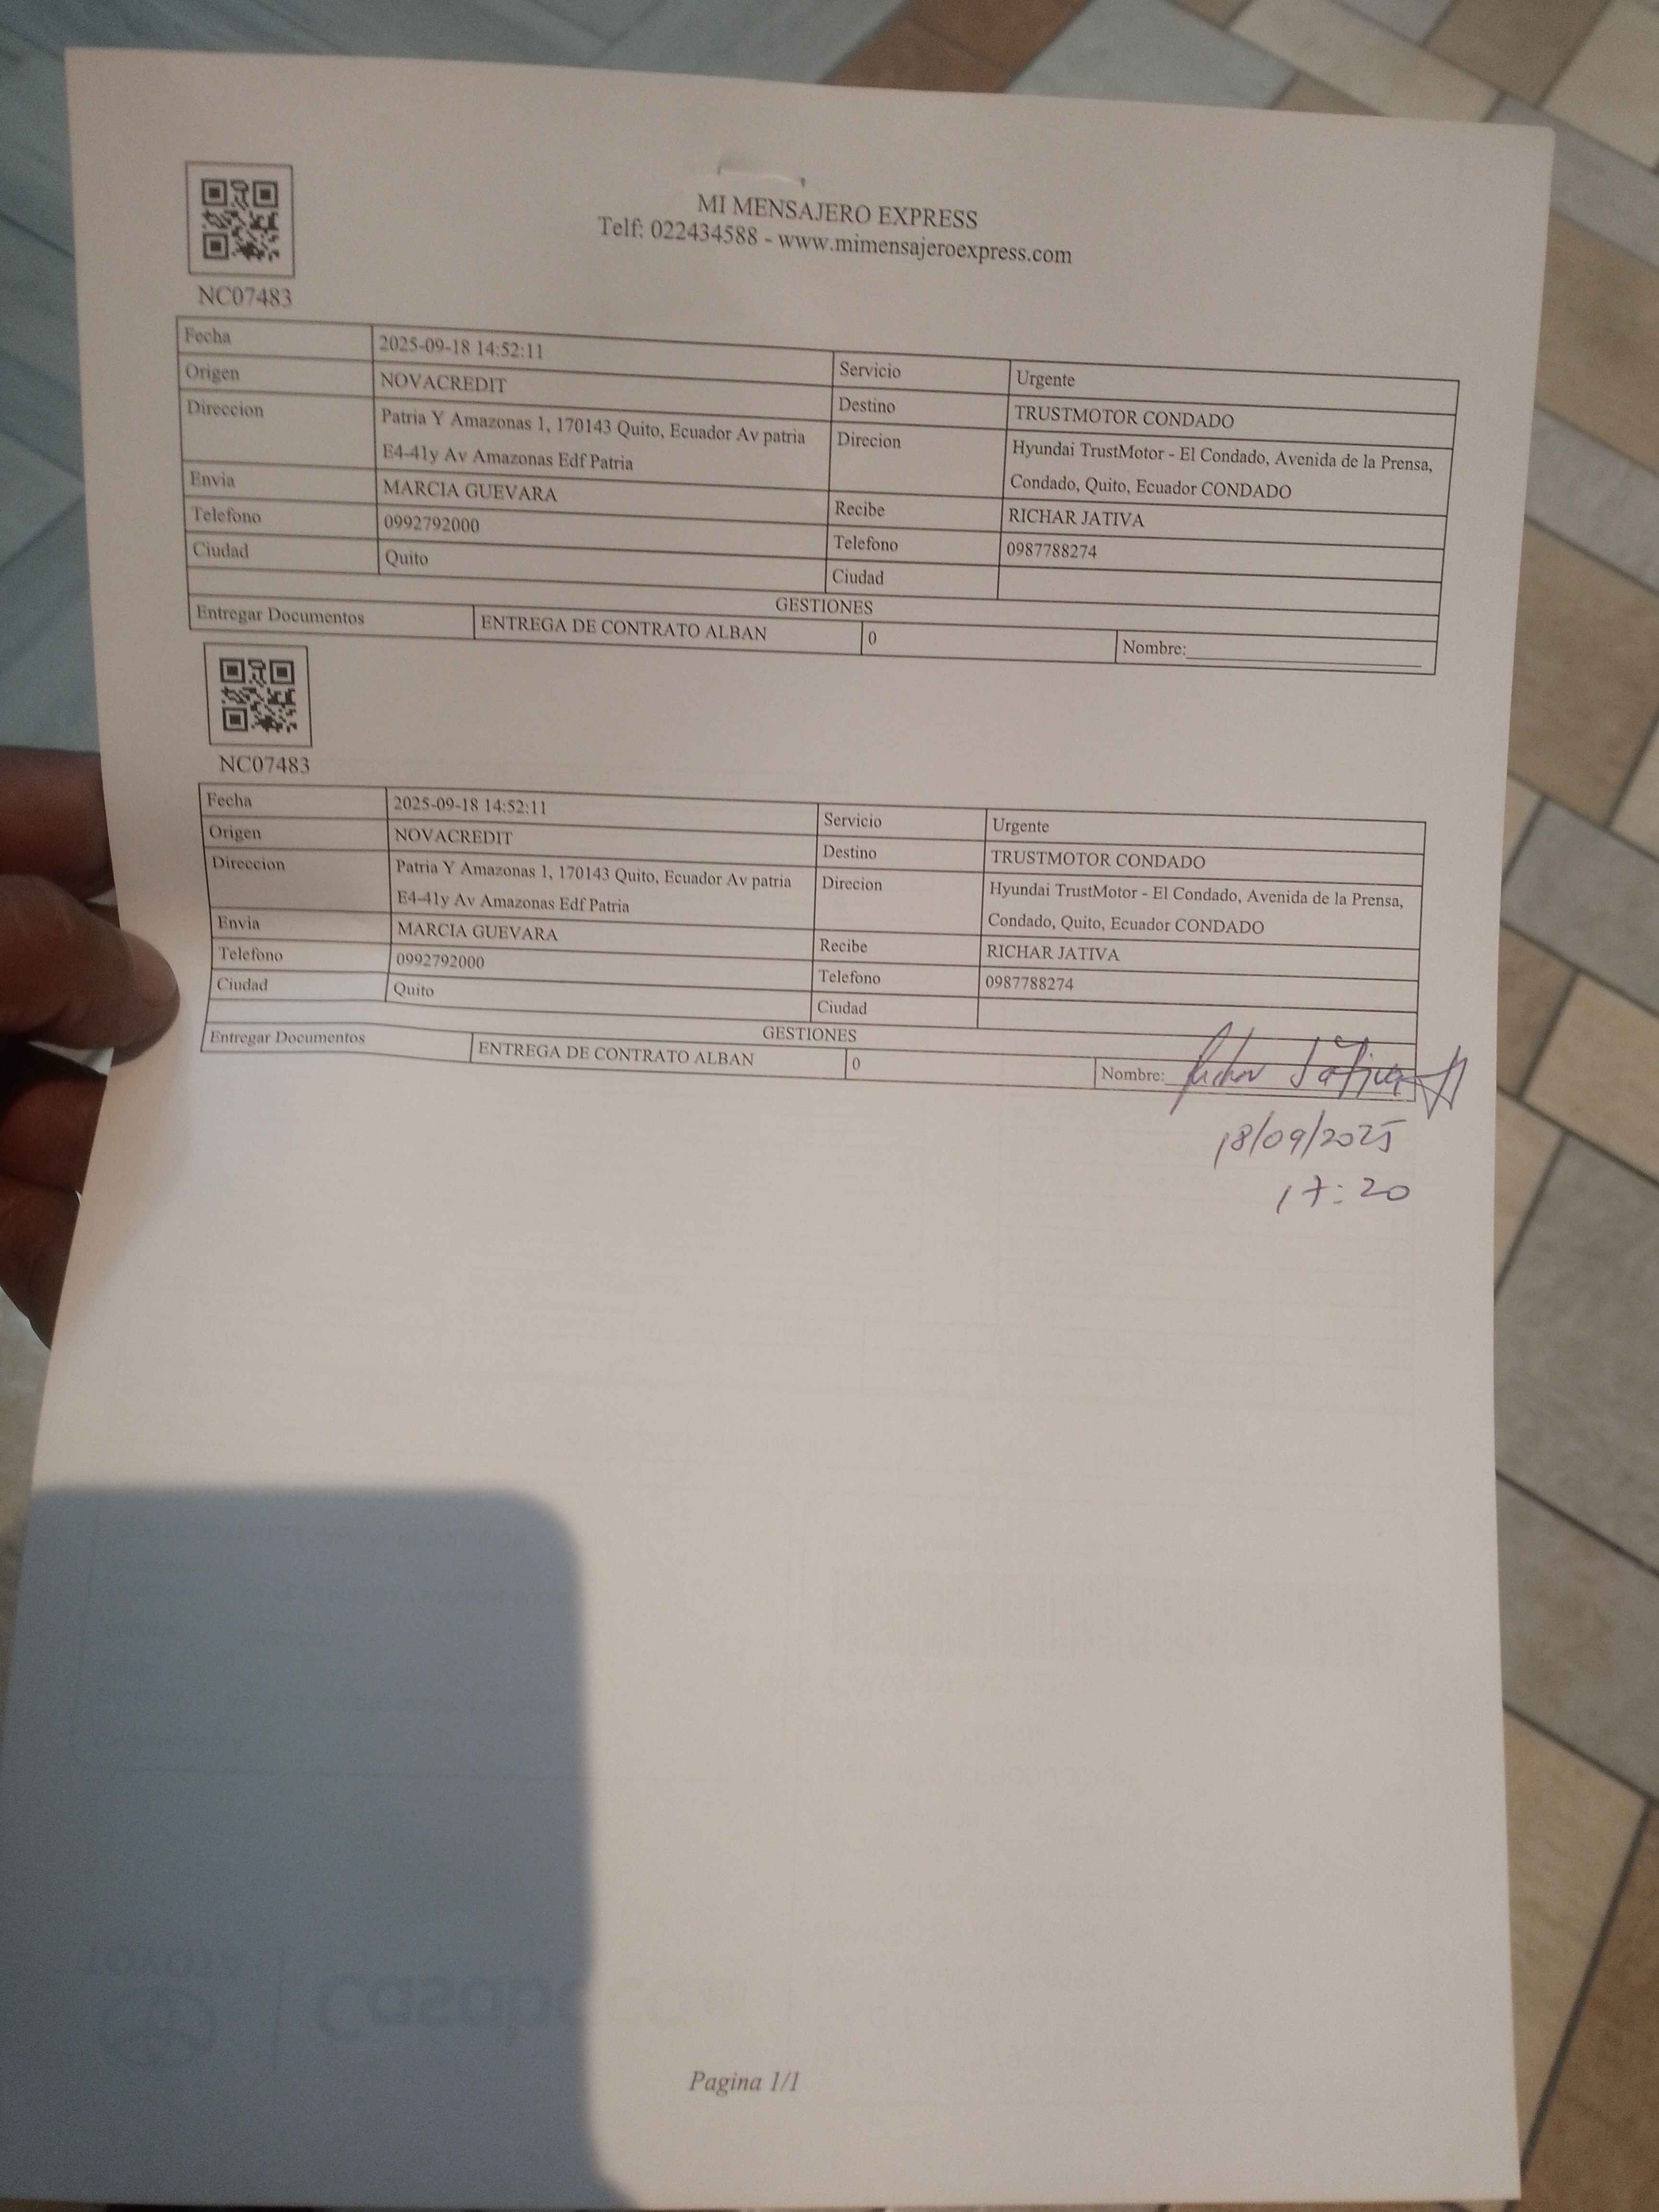 MI MENSAJERO EXPRESS
Telf: 022434588 - www.mimensajeroexpress.com
NC07483
Fecha 2025-09-18 14:52:11 Servicio Urgente
Origen NOVACREDIT Destino TRUSTMOTOR CONDADO
Direccion Patria Y Amazonas 1, 170143 Quito, Ecuador Av patria Direcion Hyundai TrustMotor - El Condado, Avenida de la Prensa,
E4-41y Av Amazonas Edf Patria Condado, Quito, Ecuador CONDADO
Envia MARCIA GUEVARA Recibe RICHAR JATIVA
Telefono 0992792000 Telefono 0987788274
Ciudad Quito Ciudad
GESTIONES
Entregar Documentos ENTREGA DE CONTRATO ALBAN 0 Nombre:
NC07483
Fecha 2025-09-18 14:52:11 Servicio Urgente
Origen NOVACREDIT Destino TRUSTMOTOR CONDADO
Direccion Patria Y Amazonas 1, 170143 Quito, Ecuador Av patria Direcion Hyundai TrustMotor - El Condado, Avenida de la Prensa,
E4-41y Av Amazonas Edf Patria Condado, Quito, Ecuador CONDADO
Envia MARCIA GUEVARA Recibe RICHAR JATIVA
Telefono 0992792000 Telefono 0987788274
Ciudad Quito Ciudad
GESTIONES
Entregar Documentos ENTREGA DE CONTRATO ALBAN 0 Nombre: Richar Játiva
18/09/2025
17:20
TOYOTA
Casabaca
Pagina 1/1